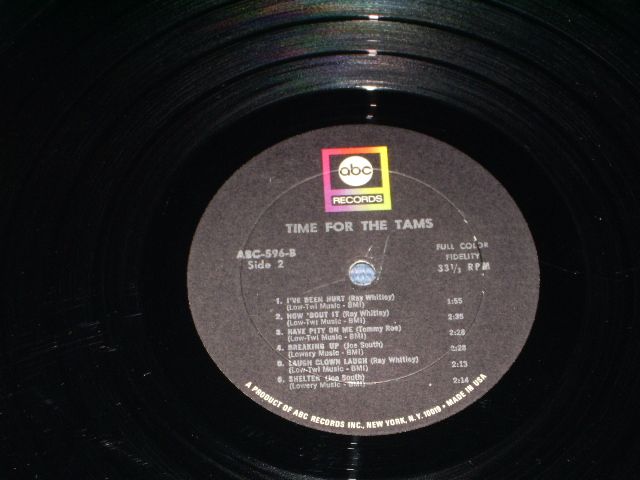 abc
RECORDS
TIME FOR THE TAMS
ABC-596-B
Side 2
FULL COLOR
FIDELITY
33⅓ RPM
1. I'VE BEEN HURT (Ray Whitley) 1:55
(Low-Twi Music - BMI)
2. HOW 'BOUT IT (Ray Whitley) 2:35
(Low-Twi Music - BMI)
3. HAVE PITY ON ME (Tommy Roe) 2:28
(Low-Twi Music - BMI)
4. BREAKING UP (Joe South) 2:28
(Lowery Music - BMI)
5. LAUGH CLOWN LAUGH (Ray Whitley) 2:13
(Low-Twi Music - BMI)
6. SHELTER (Joe South) 2:14
(Lowery Music - BMI)
A PRODUCT OF ABC RECORDS INC., NEW YORK, N.Y. 10019 • MADE IN USA